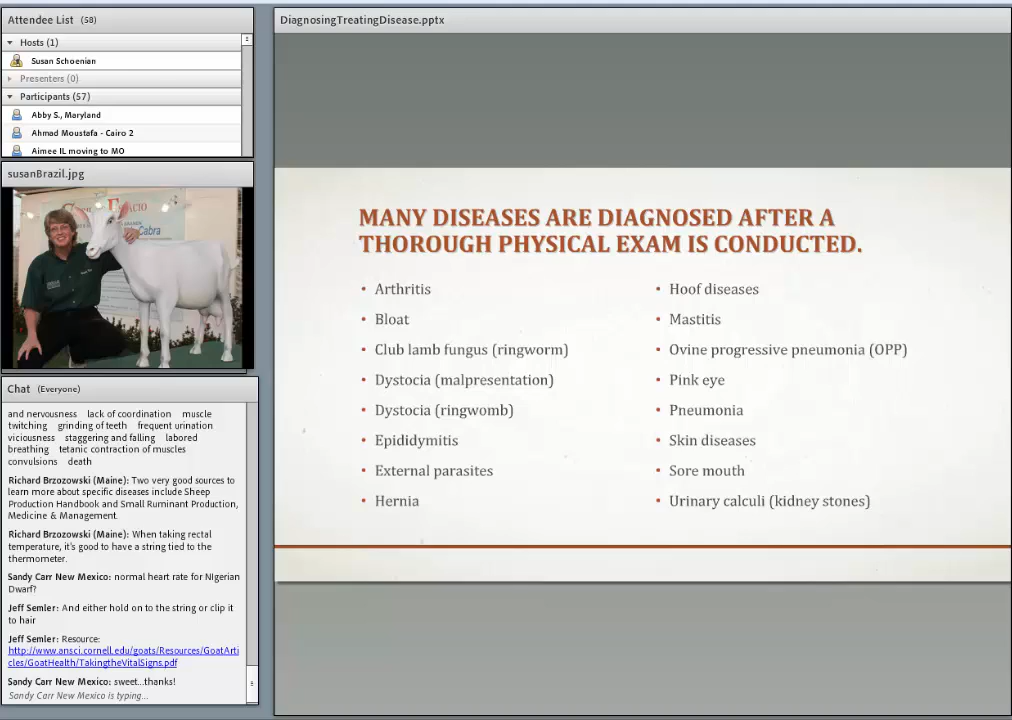 Attendee List (58)
Hosts (1)
Susan Schoenian
Presenters (0)
Participants (57)
Abby S., Maryland
Ahmad Moustafa - Cairo 2
Aimee IL moving to MO
susanBrazil.jpg
Cabra
Chat (Everyone)
and nervousness lack of coordination muscle
twitching grinding of teeth frequent urination
viciousness staggering and falling labored
breathing tetanic contraction of muscles
convulsions death
Richard Brzozowski (Maine): Two very good sources to
learn more about specific diseases include Sheep
Production Handbook and Small Ruminant Production,
Medicine & Management.
Richard Brzozowski (Maine): When taking rectal
temperature, it's good to have a string tied to the
thermometer.
Sandy Carr New Mexico: normal heart rate for NIgerian
Dwarf?
Jeff Semler: And either hold on to the string or clip it
to hair
Jeff Semler: Resource:
http://www.ansci.cornell.edu/goats/Resources/GoatArti
cles/GoatHealth/TakingtheVitalSigns.pdf
Sandy Carr New Mexico: sweet...thanks!
Sandy Carr New Mexico is typing...
DiagnosingTreatingDisease.pptx
MANY DISEASES ARE DIAGNOSED AFTER A
THOROUGH PHYSICAL EXAM IS CONDUCTED.
• Arthritis
• Bloat
• Club lamb fungus (ringworm)
• Dystocia (malpresentation)
• Dystocia (ringwomb)
• Epididymitis
• External parasites
• Hernia
• Hoof diseases
• Mastitis
• Ovine progressive pneumonia (OPP)
• Pink eye
• Pneumonia
• Skin diseases
• Sore mouth
• Urinary calculi (kidney stones)